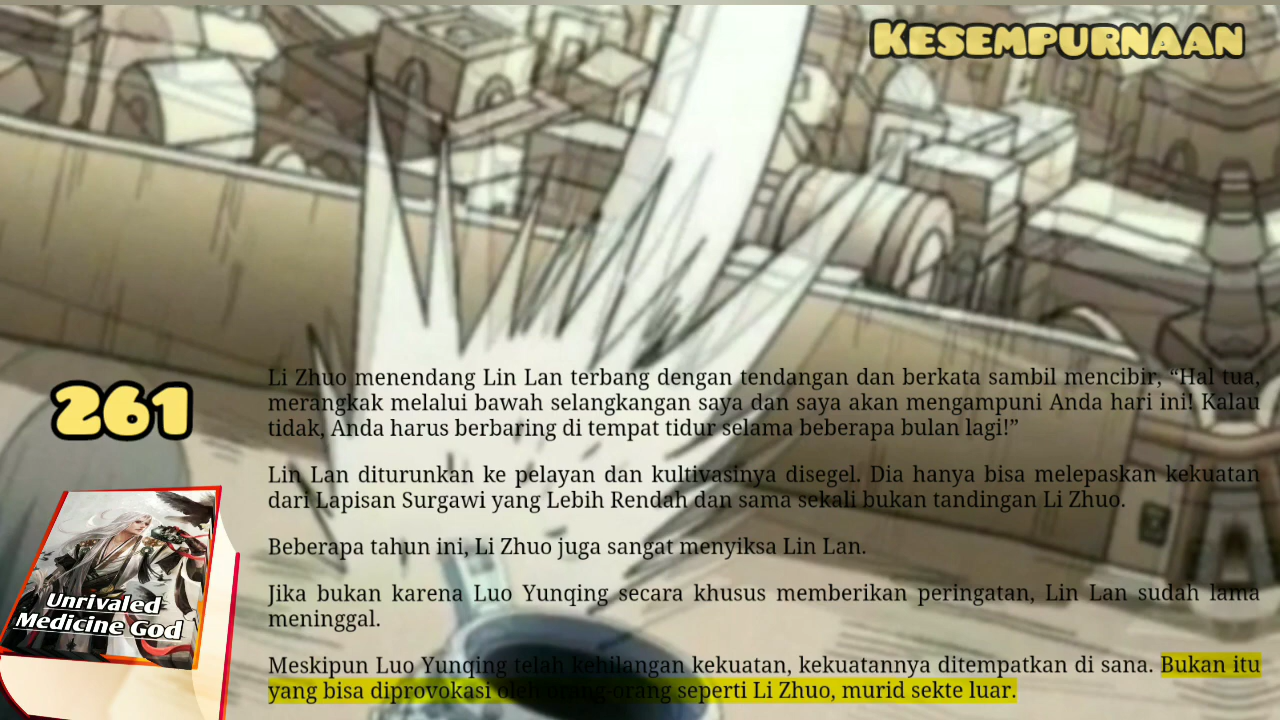 KESEMPURNAAN
261
Unrivaled
Medicine God
Li Zhuo menendang Lin Lan terbang dengan tendangan dan berkata sambil mencibir, “Hal tua,
merangkak melalui bawah selangkangan saya dan saya akan mengampuni Anda hari ini! Kalau
tidak, Anda harus berbaring di tempat tidur selama beberapa bulan lagi!”
Lin Lan diturunkan ke pelayan dan kultivasinya disegel. Dia hanya bisa melepaskan kekuatan
dari Lapisan Surgawi yang Lebih Rendah dan sama sekali bukan tandingan Li Zhuo.
Beberapa tahun ini, Li Zhuo juga sangat menyiksa Lin Lan.
Jika bukan karena Luo Yunqing secara khusus memberikan peringatan, Lin Lan sudah lama
meninggal.
Meskipun Luo Yunqing telah kehilangan kekuatan, kekuatannya ditempatkan di sana. Bukan itu
yang bisa diprovokasi oleh orang-orang seperti Li Zhuo, murid sekte luar.